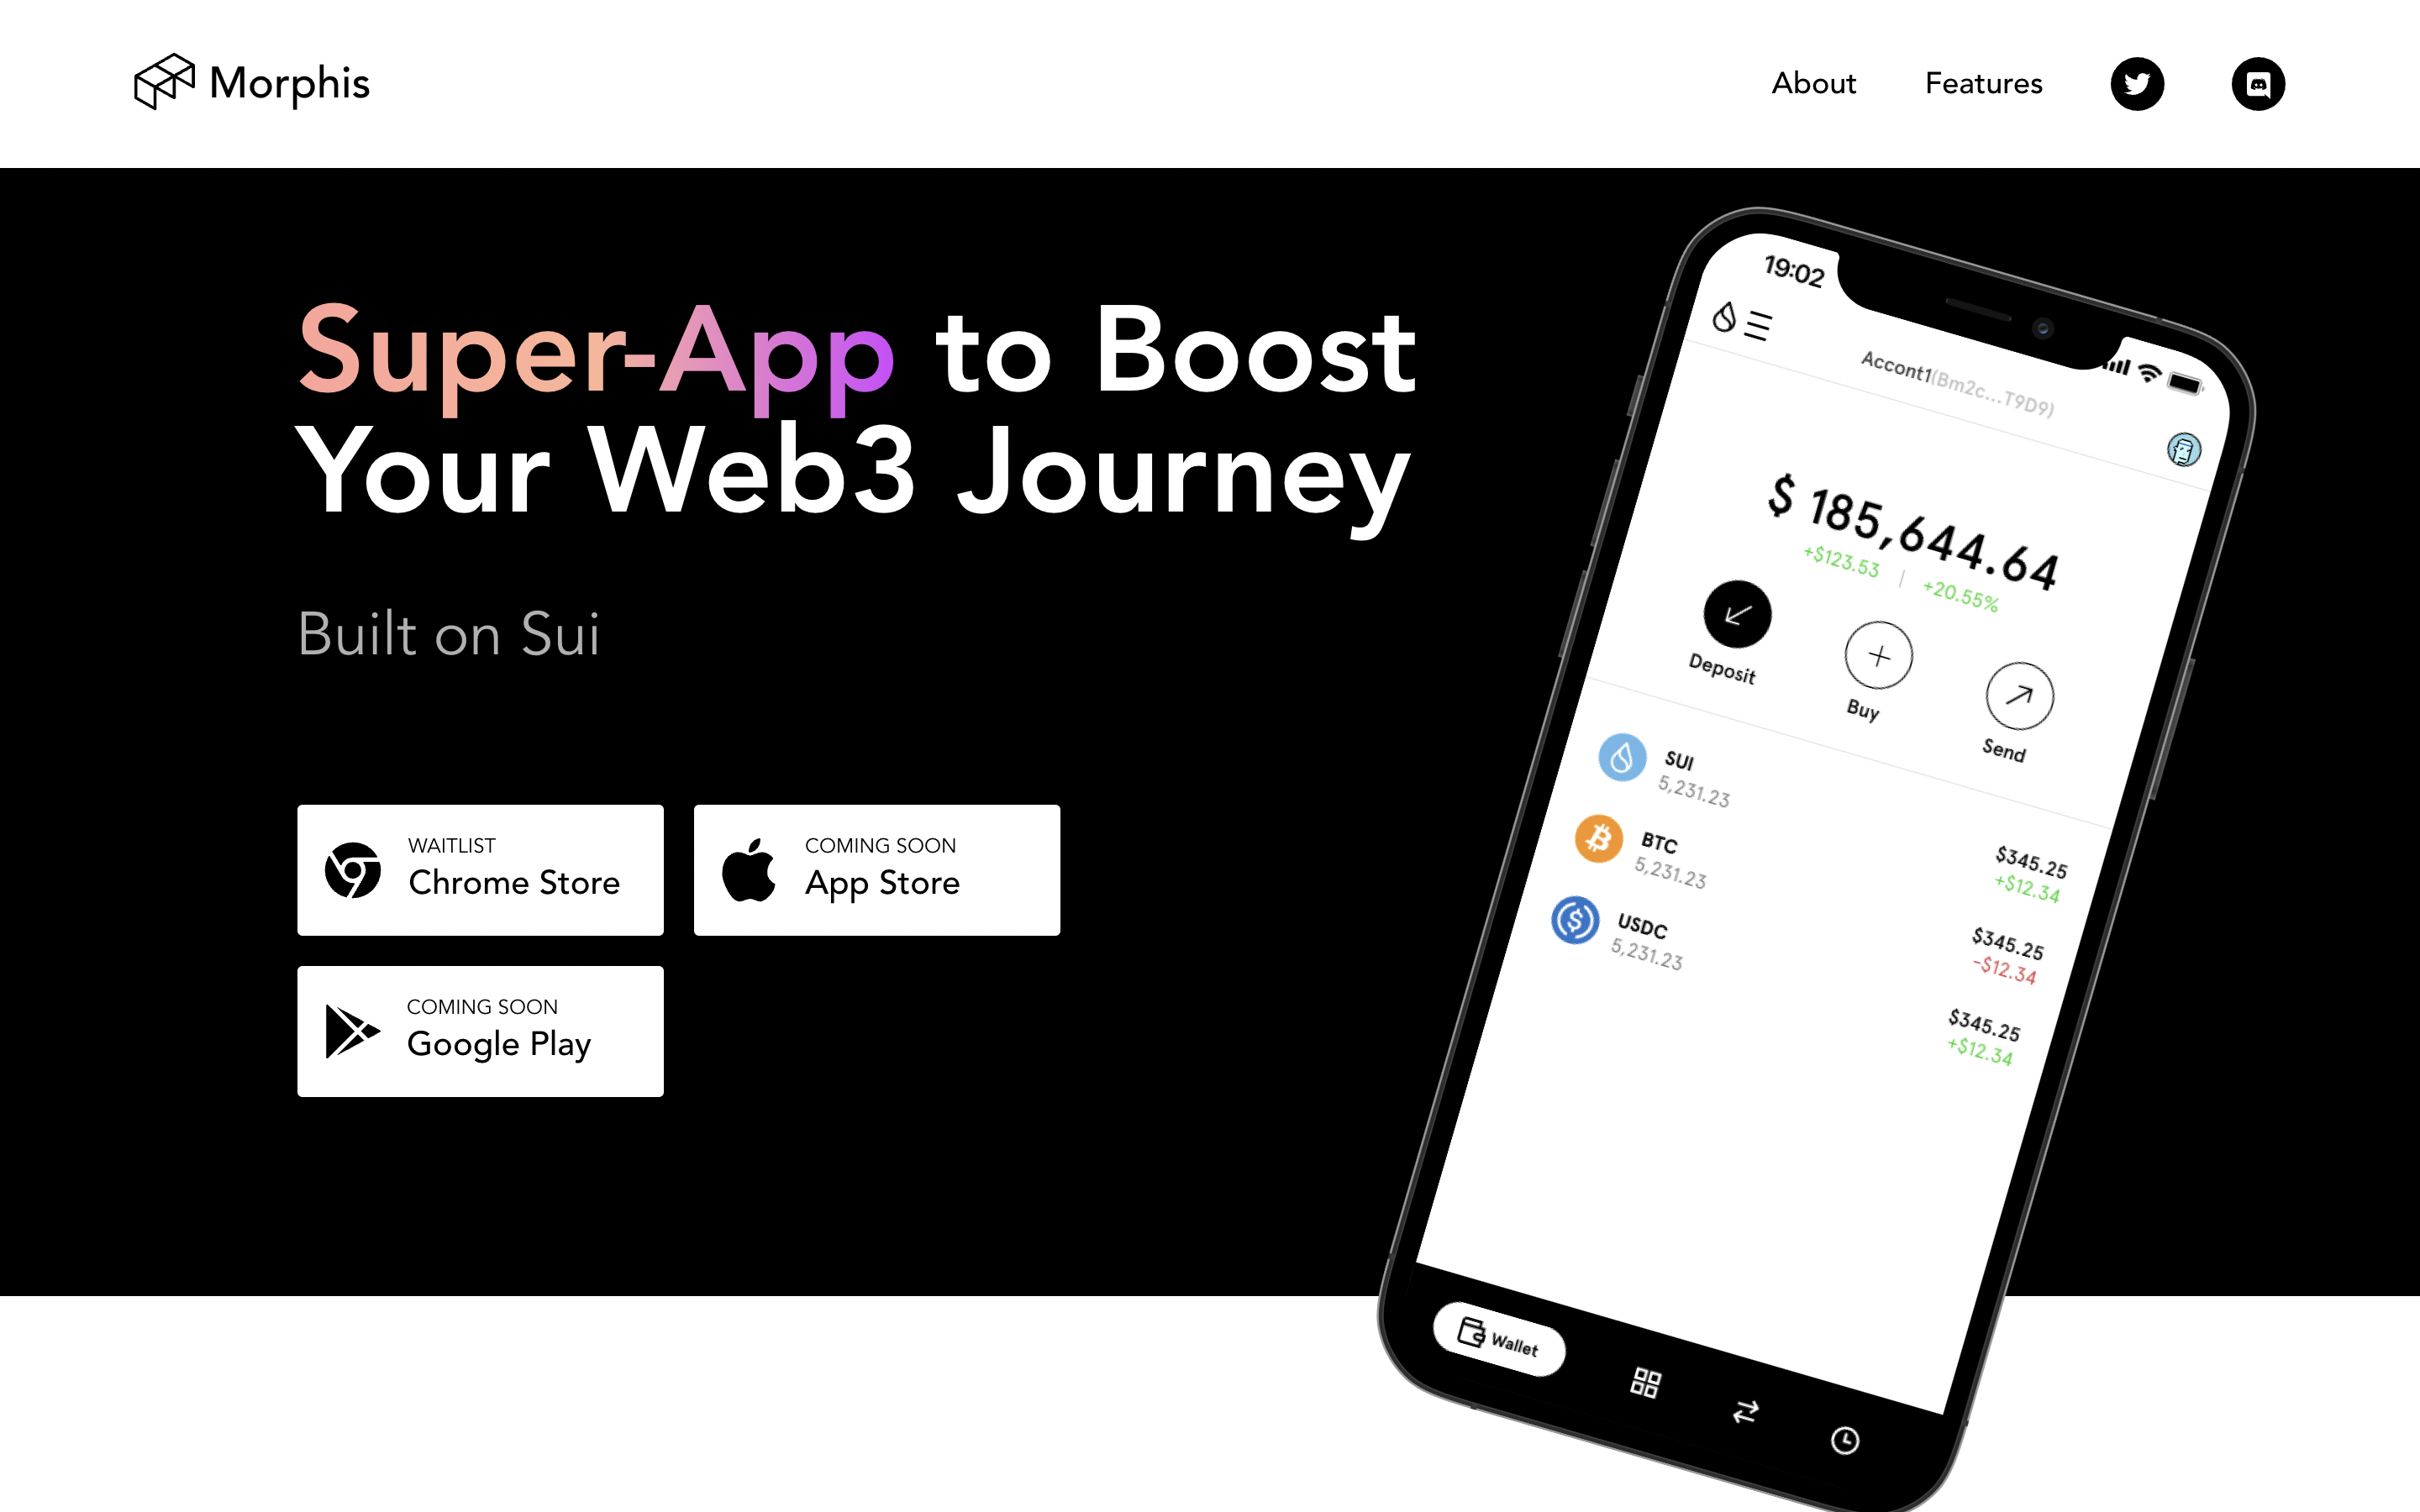 Morphis
About
Features
Super-App to Boost
Your Web3 Journey
Built on Sui
WAITLIST
Chrome Store
COMING SOON
App Store
COMING SOON
Google Play
19:02
Accont1(Bm2c...T9D9)
$ 185,644.64
+$123.53 | +20.55%
Deposit
Buy
Send
SUI
5,231.23
$345.25
+$12.34
BTC
5,231.23
$345.25
-$12.34
USDC
5,231.23
$345.25
+$12.34
Wallet